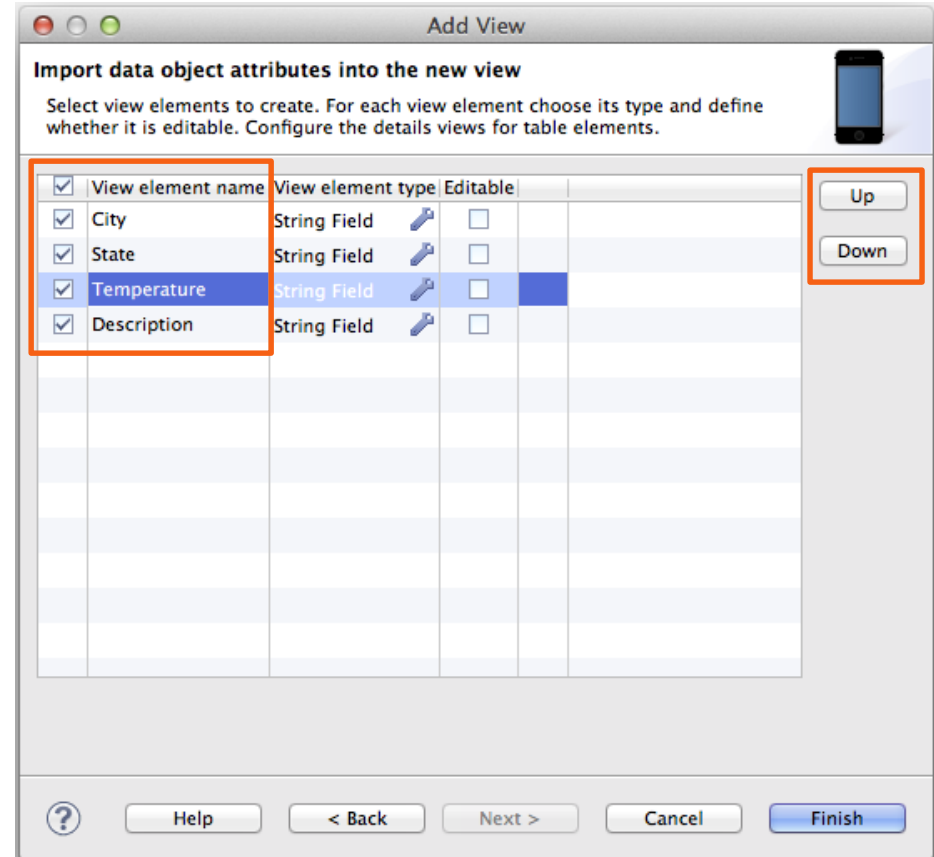 Add View
Import data object attributes into the new view
Select view elements to create. For each view element choose its type and define
whether it is editable. Configure the details views for table elements.
View element name View element type Editable
City String Field
State String Field
Temperature String Field
Description String Field
Up
Down
? Help < Back Next > Cancel Finish